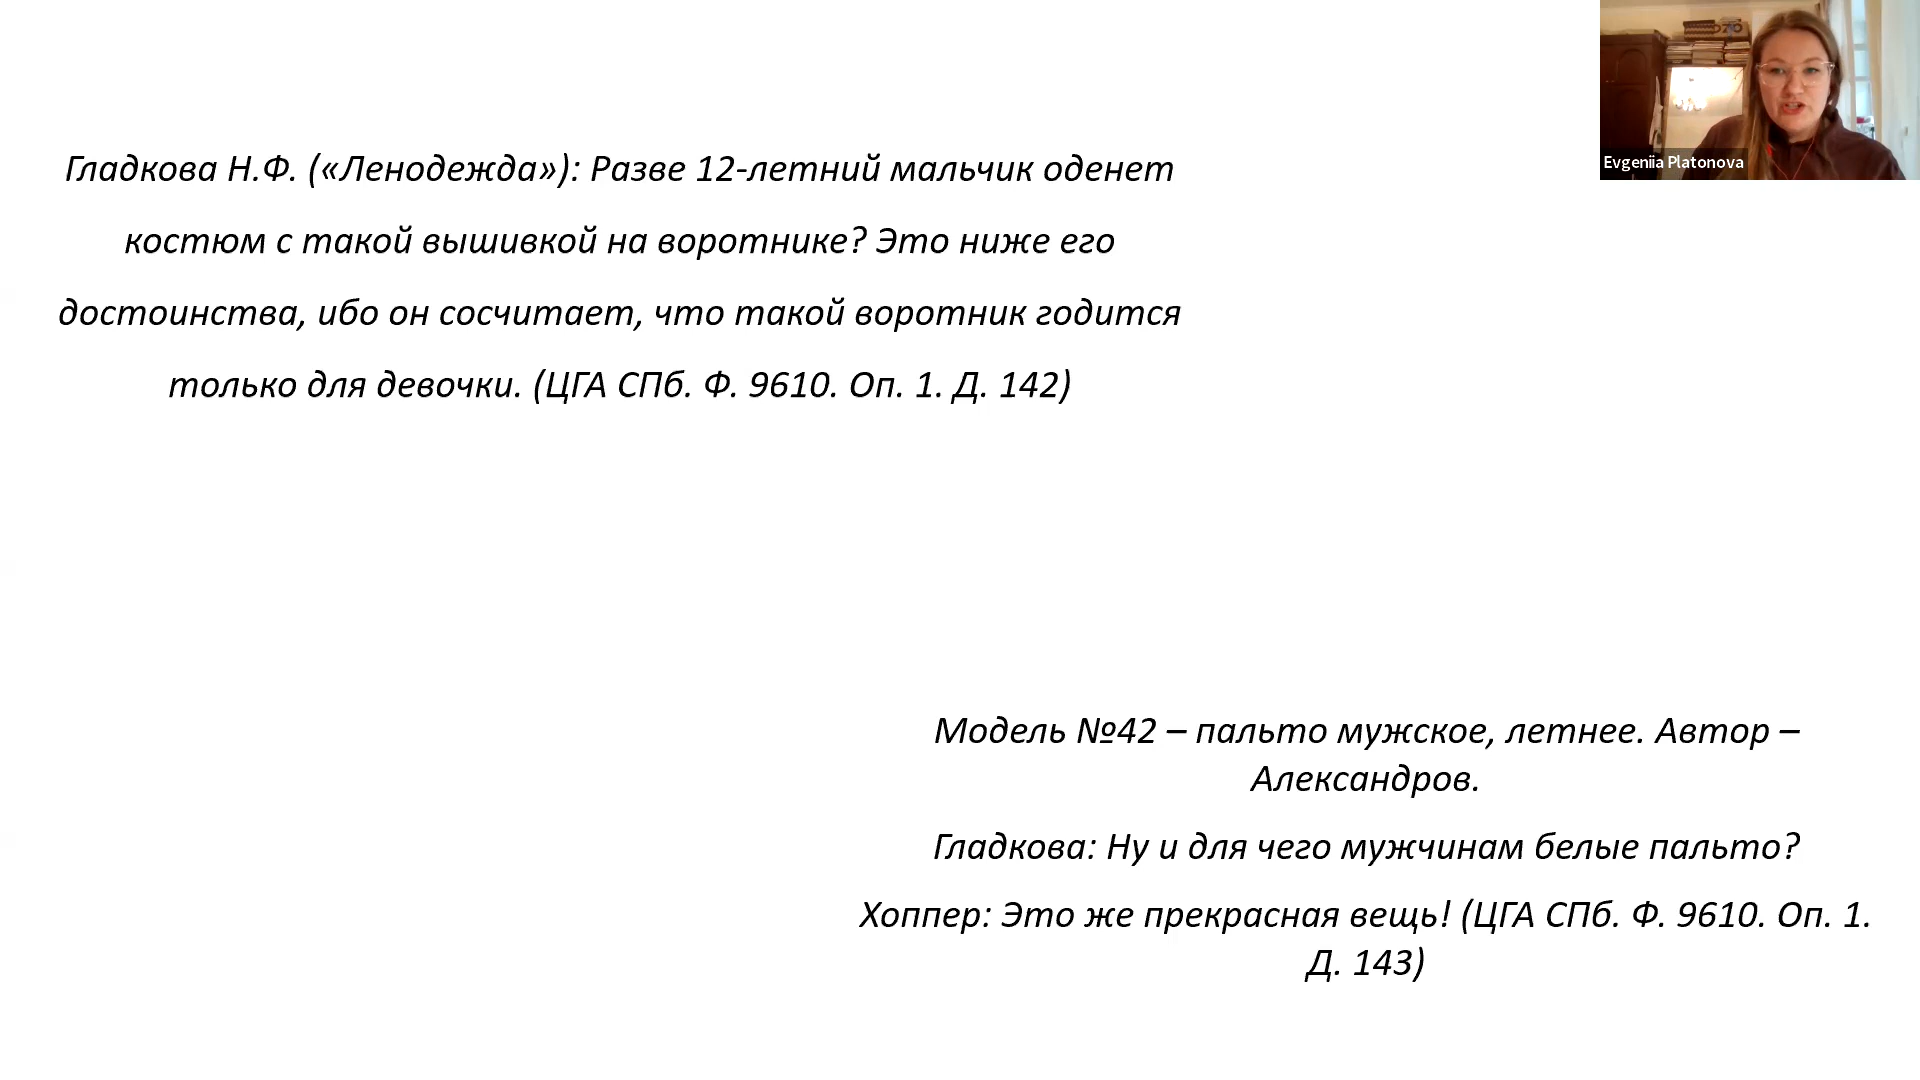 Гладкова Н.Ф. («Ленодежда»): Разве 12-летний мальчик оденет
костюм с такой вышивкой на воротнике? Это ниже его
достоинства, ибо он сосчитает, что такой воротник годится
только для девочки. (ЦГА СПб. Ф. 9610. Оп. 1. Д. 142)
Evgeniia Platonova
Модель №42 – пальто мужское, летнее. Автор –
Александров.
Гладкова: Ну и для чего мужчинам белые пальто?
Хоппер: Это же прекрасная вещь! (ЦГА СПб. Ф. 9610. Оп. 1.
Д. 143)